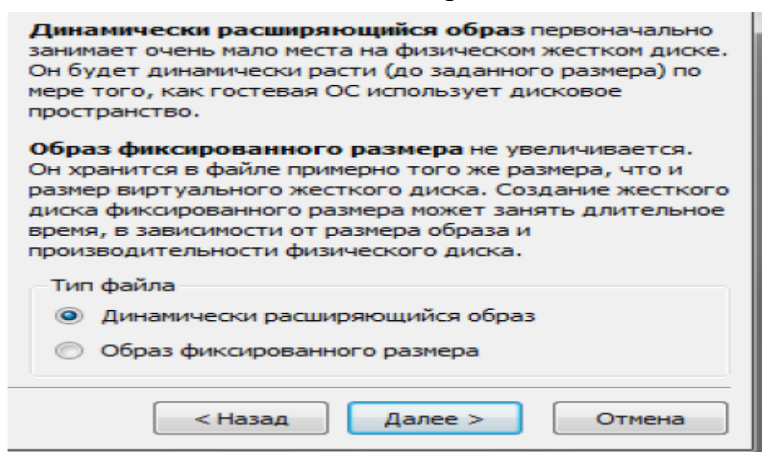 Динамически расширяющийся образ первоначально
занимает очень мало места на физическом жестком диске.
Он будет динамически расти (до заданного размера) по
мере того, как гостевая ОС использует дисковое
пространство.
Образ фиксированного размера не увеличивается.
Он хранится в файле примерно того же размера, что и
размер виртуального жесткого диска. Создание жесткого
диска фиксированного размера может занять длительное
время, в зависимости от размера образа и
производительности физического диска.
Тип файла
Динамически расширяющийся образ
Образ фиксированного размера
< Назад Далее > Отмена